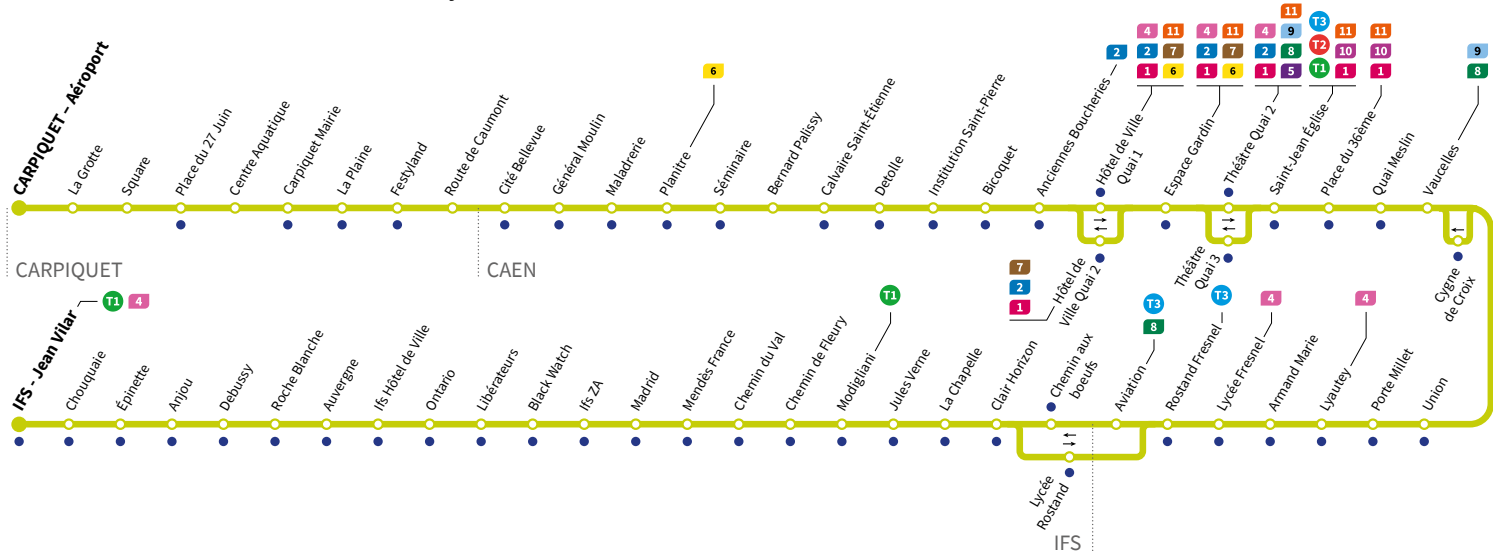 CARPIQUET – Aéroport
La Grotte
Square
Place du 27 Juin
Centre Aquatique
Carpiquet Mairie
La Plaine
Festyland
Route de Caumont
Cité Bellevue
Général Moulin
Maladrerie
Planitre
6
Séminaire
Bernard Palissy
Calvaire Saint-Étienne
Detolle
Institution Saint-Pierre
Bicoquet
Anciennes Boucheries
2
Hôtel de Ville
Quai 1
4 11
2 7
1 6
Espace Gardin
4 11
2 7
1 6
Théâtre Quai 2
11
4 9
2 8
1 5
Saint-Jean Église
T3 11
T2 10
T1 1
Place du 36ème
11
10
1
Quai Meslin
Vaucelles
9
8
CARPIQUET
CAEN
Hôtel de
Ville Quai 2
7
2
1
Théâtre
Quai 3
Cygne
de Croix
IFS - Jean Vilar
T1 4
Chouquaie
Épinette
Anjou
Debussy
Roche Blanche
Auvergne
Ifs Hôtel de Ville
Ontario
Libérateurs
Black Watch
Ifs ZA
Madrid
Mendès France
Chemin du Val
Chemin de Fleury
Modigliani
T1
Jules Verne
La Chapelle
Clair Horizon
Chemin aux
boeufs
Aviation
T3
8
Rostand Fresnel
T3
Lycée Fresnel
4
Armand Marie
Lyautey
4
Porte Millet
Union
Lycée
Rostand
IFS